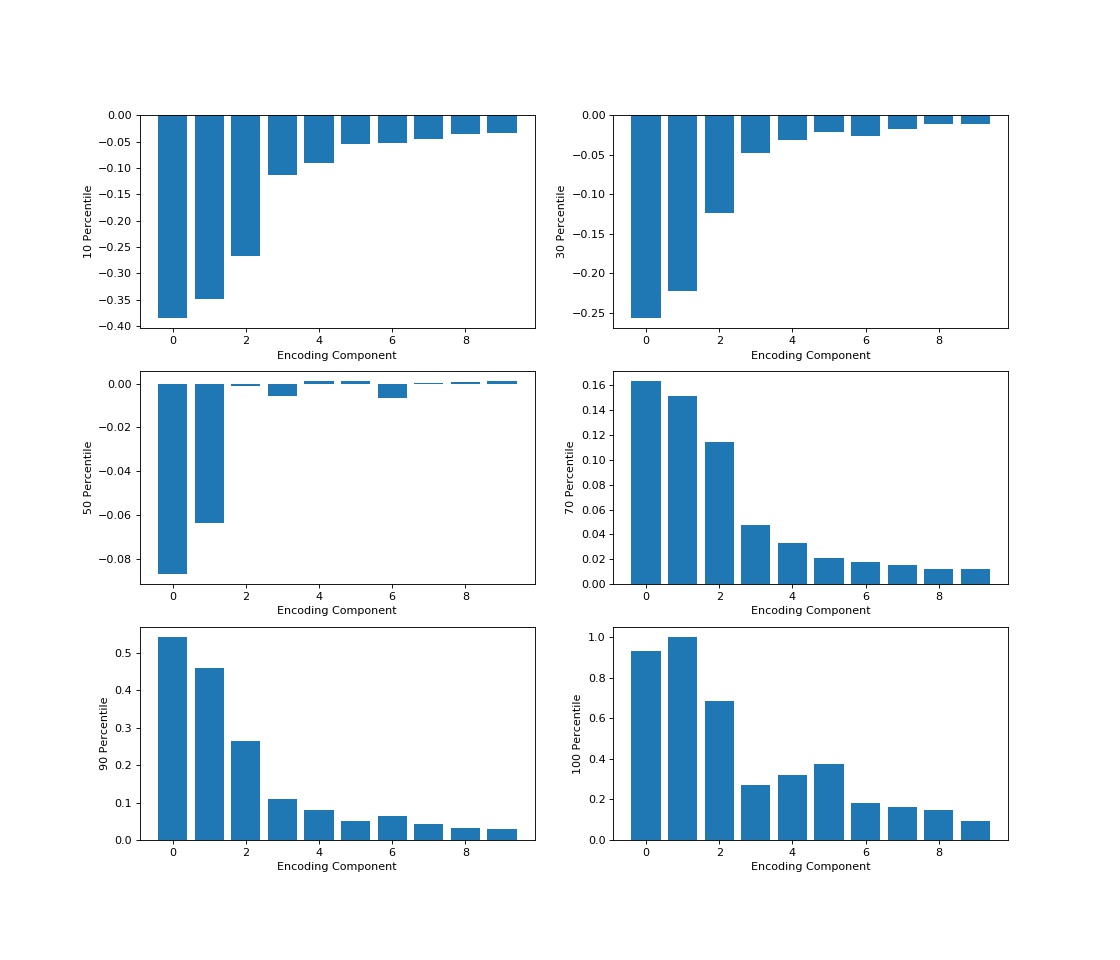 0.00
−0.05
−0.10
−0.15
−0.20
−0.25
−0.30
−0.35
−0.40
10 Percentile
0 2 4 6 8
Encoding Component
0.00
−0.05
−0.10
−0.15
−0.20
−0.25
30 Percentile
0 2 4 6 8
Encoding Component
0.00
−0.02
−0.04
−0.06
−0.08
50 Percentile
0 2 4 6 8
Encoding Component
0.16
0.14
0.12
0.10
0.08
0.06
0.04
0.02
0.00
70 Percentile
0 2 4 6 8
Encoding Component
0.5
0.4
0.3
0.2
0.1
0.0
90 Percentile
0 2 4 6 8
Encoding Component
1.0
0.8
0.6
0.4
0.2
0.0
100 Percentile
0 2 4 6 8
Encoding Component